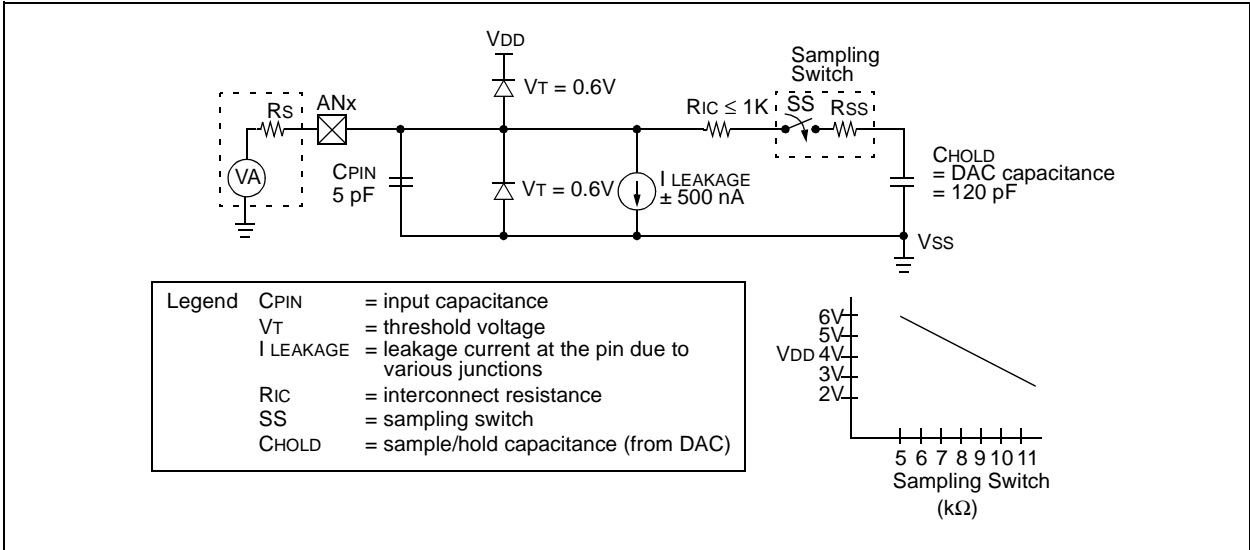 VDD
VT = 0.6V
Sampling
Switch
RS
ANx
RIC ≤ 1K
SS
RSS
VA
CPIN
5 pF
VT = 0.6V
I LEAKAGE
± 500 nA
CHOLD
= DAC capacitance
= 120 pF
VSS
Legend CPIN = input capacitance
VT = threshold voltage
I LEAKAGE = leakage current at the pin due to
various junctions
RIC = interconnect resistance
SS = sampling switch
CHOLD = sample/hold capacitance (from DAC)
6V
5V
VDD 4V
3V
2V
5 6 7 8 9 10 11
Sampling Switch
(kΩ)